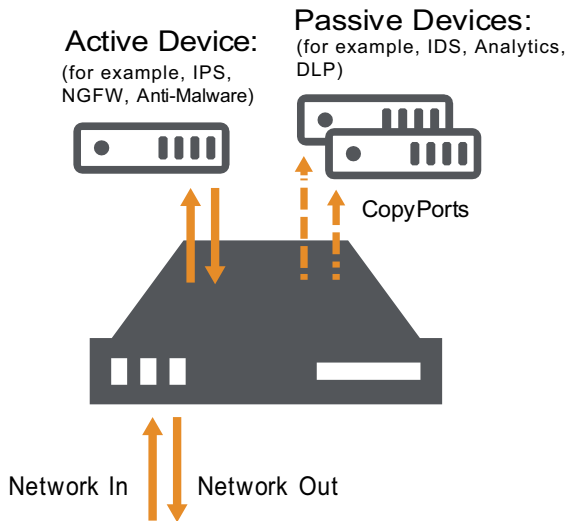 Active Device:
(for example, IPS,
NGFW, Anti-Malware)
Passive Devices:
(for example, IDS, Analytics,
DLP)
CopyPorts
Network In
Network Out